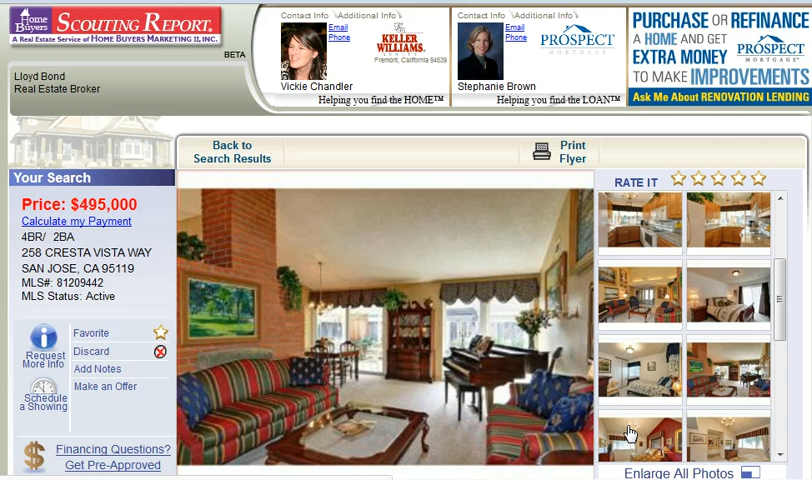 Home Buyers SCOUTING REPORT®
A Real Estate Service of HOME BUYERS MARKETING II, INC.
BETA
Lloyd Bond
Real Estate Broker
Contact Info
Additional Info
Email
Phone
KELLER WILLIAMS.
REALTY
Fremont, California 94539
Vickie Chandler
Helping you find the HOME™
Contact Info
Additional Info
Email
Phone
PROSPECT
MORTGAGE
Stephanie Brown
Helping you find the LOAN™
PURCHASE OR REFINANCE
A HOME AND GET
EXTRA MONEY
PROSPECT
MORTGAGE
TO MAKE IMPROVEMENTS
Ask Me About RENOVATION LENDING
Back to
Search Results
Print
Flyer
Your Search
Price: $495,000
Calculate my Payment
4BR/ 2BA
258 CRESTA VISTA WAY
SAN JOSE, CA 95119
MLS#: 81209442
MLS Status: Active
Request
More Info
Schedule
a Showing
Favorite
Discard
Add Notes
Make an Offer
Financing Questions?
Get Pre-Approved
RATE IT
Enlarge All Photos